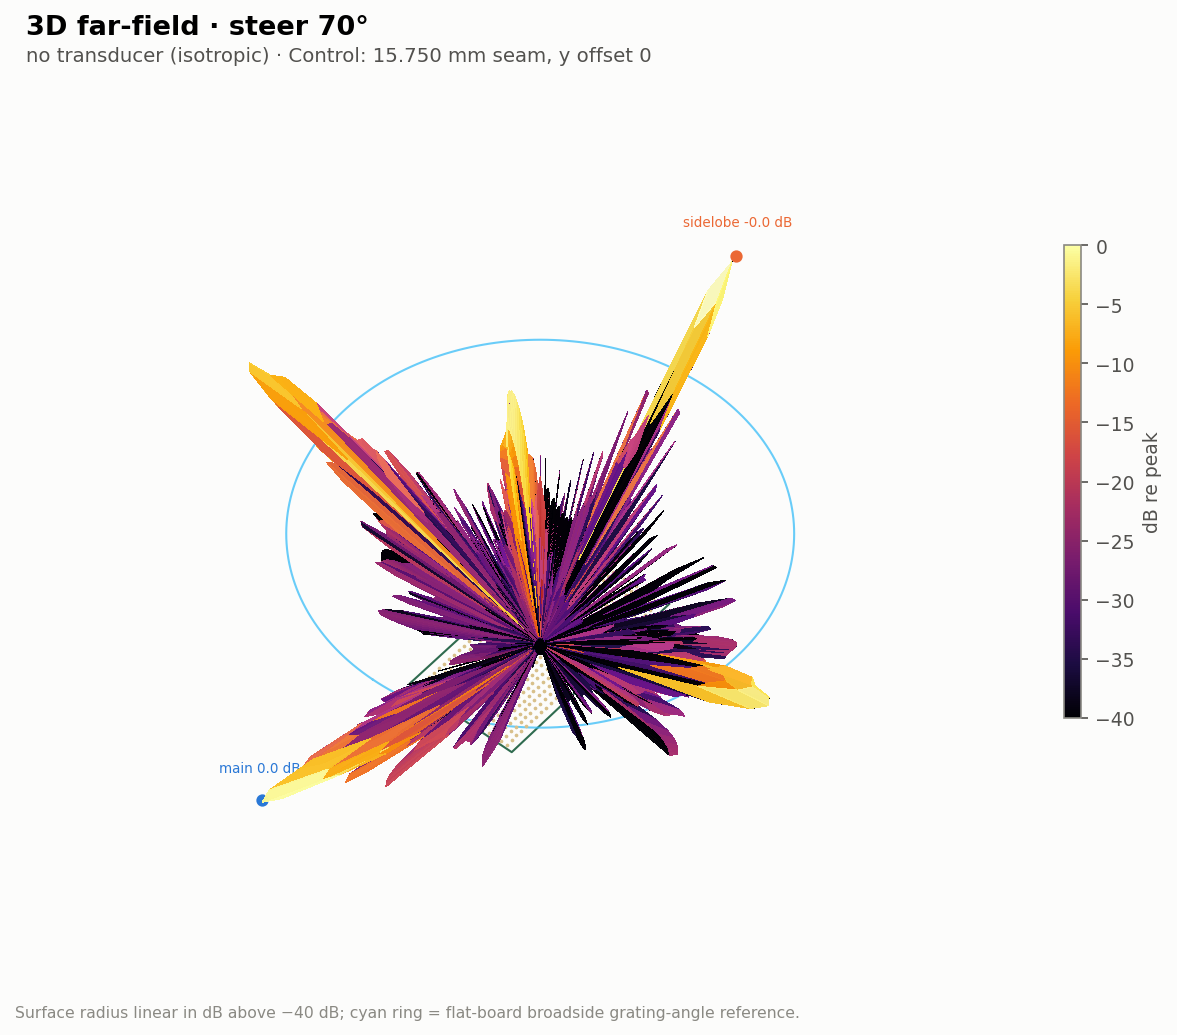 3D far-field · steer 70°
no transducer (isotropic) · Control: 15.750 mm seam, y offset 0
sidelobe -0.0 dB
main 0.0 dB
0
−5
−10
−15
−20
−25
−30
−35
−40
dB re peak
Surface radius linear in dB above −40 dB; cyan ring = flat-board broadside grating-angle reference.